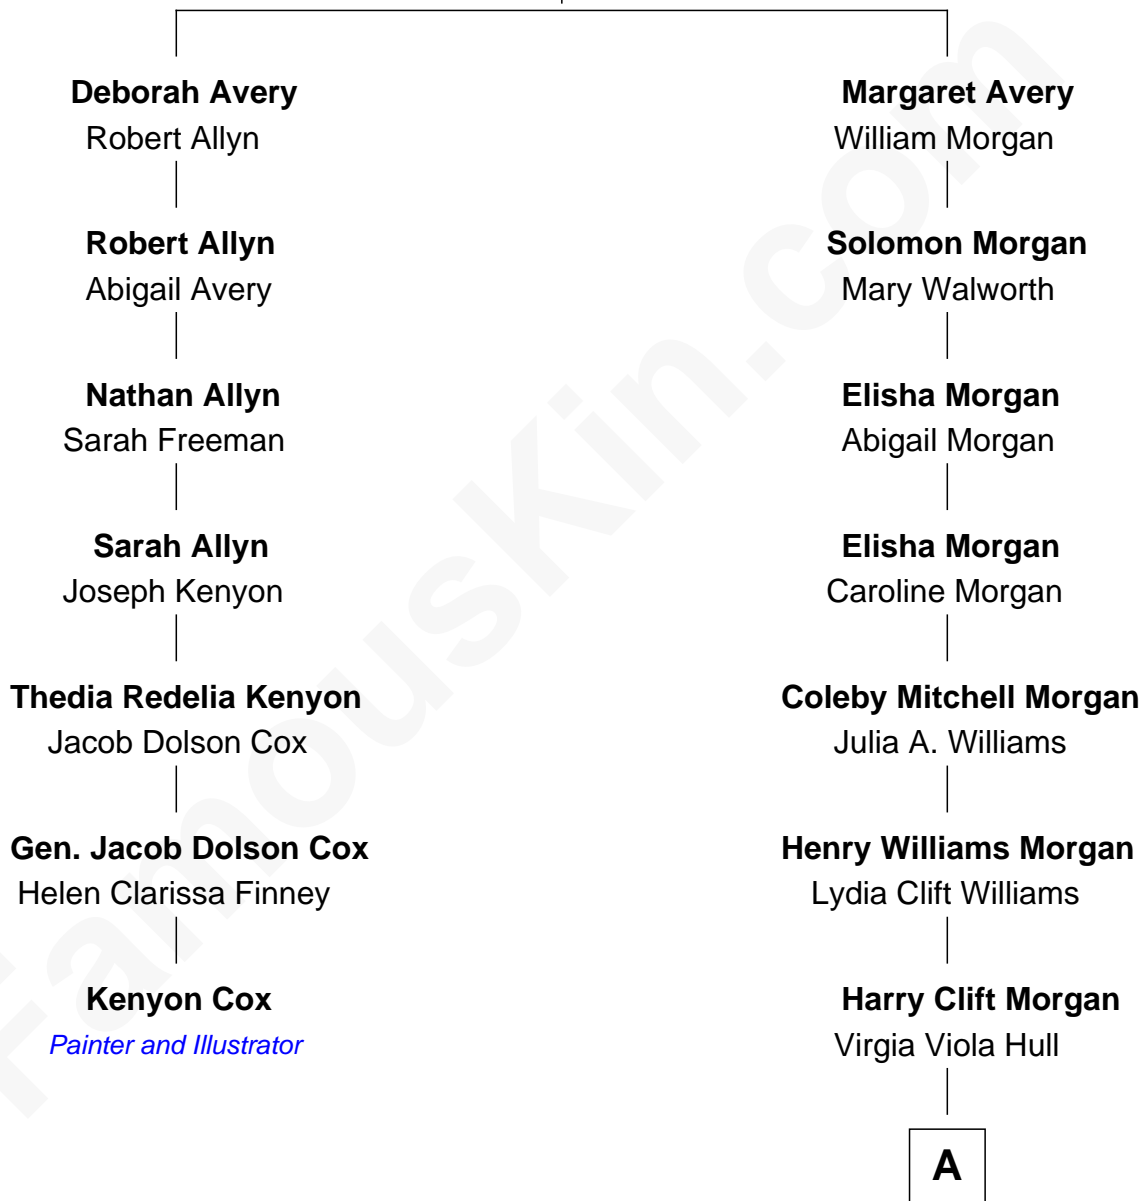 Deborah Avery
Robert Allyn
Robert Allyn
Abigail Avery
Nathan Allyn
Sarah Freeman
Sarah Allyn
Joseph Kenyon
Thedia Redelia Kenyon
Jacob Dolson Cox
Gen. Jacob Dolson Cox
Helen Clarissa Finney
Kenyon Cox
Painter and Illustrator
Margaret Avery
William Morgan
Solomon Morgan
Mary Walworth
Elisha Morgan
Abigail Morgan
Elisha Morgan
Caroline Morgan
Coleby Mitchell Morgan
Julia A. Williams
Henry Williams Morgan
Lydia Clift Williams
Harry Clift Morgan
Virgia Viola Hull
A
FamousKin.com